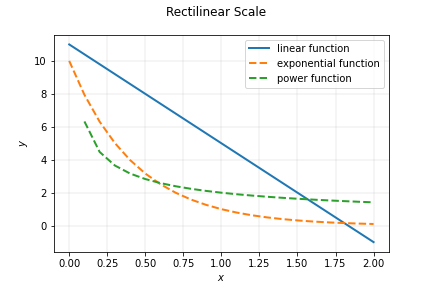 Rectilinear Scale
linear function
exponential function
power function
10
8
6
4
2
0
y
0.00 0.25 0.50 0.75 1.00 1.25 1.50 1.75 2.00
x